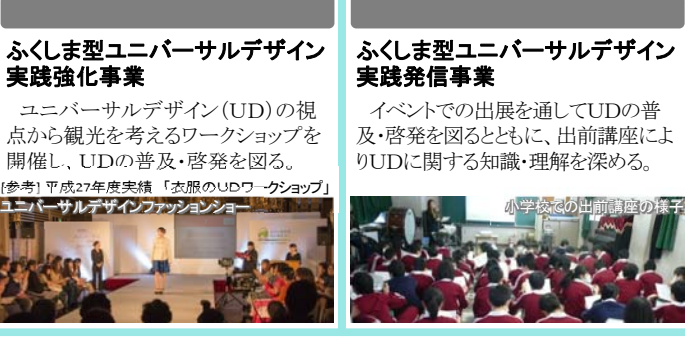 ふくしま型ユニバーサルデザイン
実践強化事業
ユニバーサルデザイン(UD)の視
点から観光を考えるワークショップを
開催し、UDの普及・啓発を図る。
[参考] 平成27年度実績 「衣服のUDワークショップ」
ユニバーサルデザインファッションショー
ふくしま型ユニバーサルデザイン
実践発信事業
イベントでの出展を通してUDの普
及・啓発を図るとともに、出前講座によ
りUDに関する知識・理解を深める。
小学校での出前講座の様子